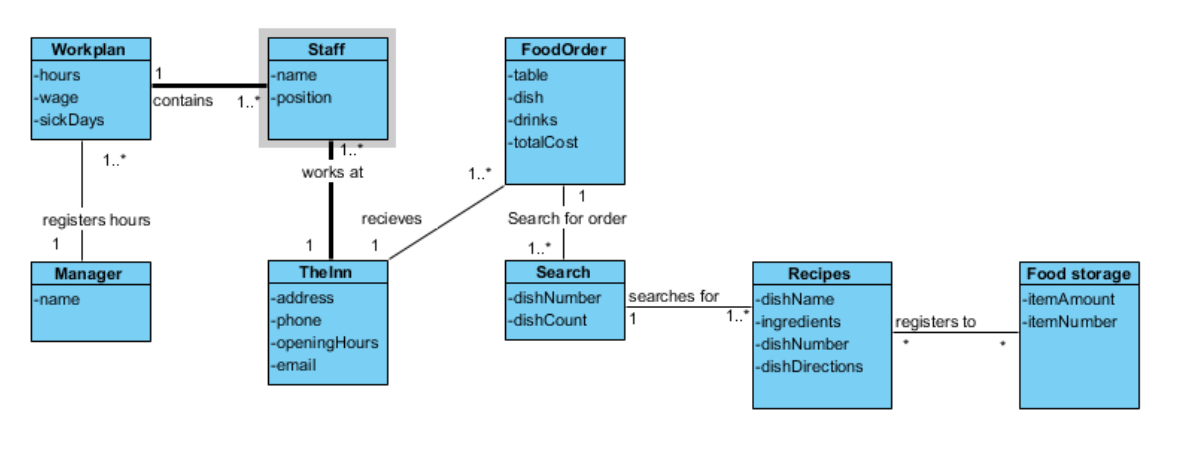 Workplan
-hours
-wage
-sickDays
1
contains
1..*
Staff
-name
-position
1..*
works at
1
FoodOrder
-table
-dish
-drinks
-totalCost
1..*
recieves
1
1
Search for order
1..*
1..*
registers hours
1
Manager
-name
TheInn
-address
-phone
-openingHours
-email
Search
-dishNumber
-dishCount
searches for
1
1..*
Recipes
-dishName
-ingredients
-dishNumber
-dishDirections
registers to
*
*
Food storage
-itemAmount
-itemNumber